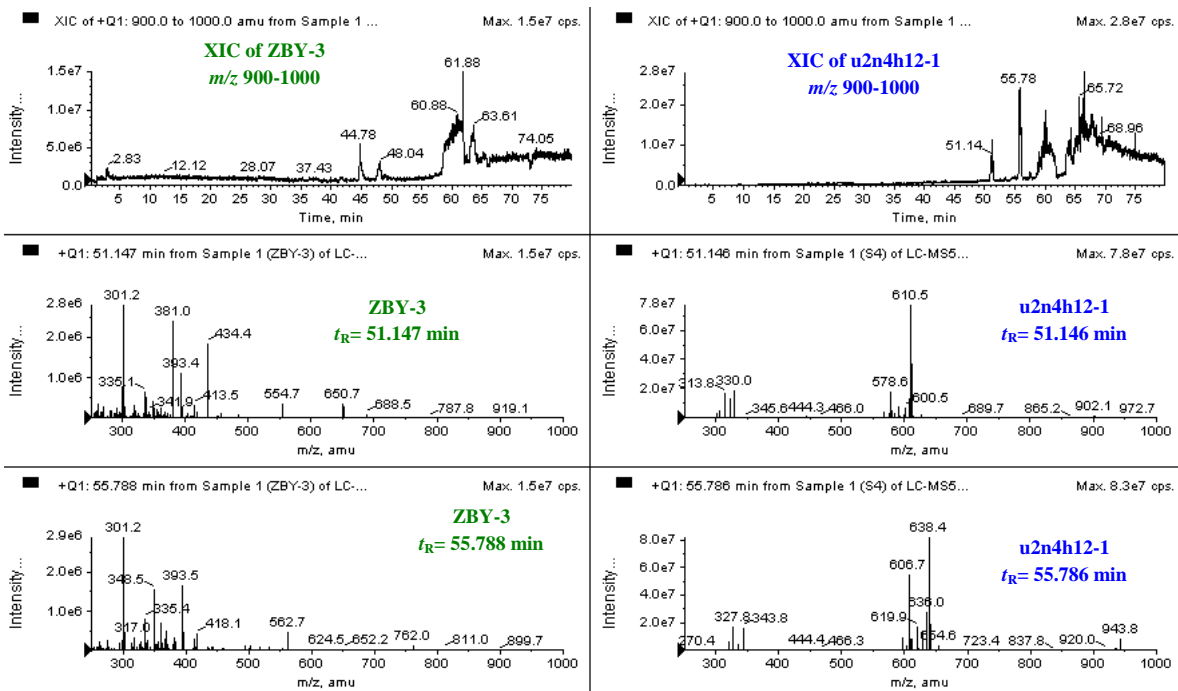 XIC of +Q1: 900.0 to 1000.0 amu from Sample 1 ...
Max. 1.5e7 cps.
XIC of ZBY-3
m/z 900-1000
Intensity...
1.5e7
1.0e7
5.0e6
0.0
2.83
12.12
28.07
37.43
44.78
48.04
60.88
61.88
63.61
74.05
5 10 15 20 25 30 35 40 45 50 55 60 65 70 75
Time, min
XIC of +Q1: 900.0 to 1000.0 amu from Sample 1 ...
Max. 2.8e7 cps.
XIC of u2n4h12-1
m/z 900-1000
Intensity...
2.8e7
2.0e7
1.0e7
0.0
51.14
55.78
65.72
68.96
5 10 15 20 25 30 35 40 45 50 55 60 65 70 75
Time, min
+Q1: 51.147 min from Sample 1 (ZBY-3) of LC-...
Max. 1.5e7 cps.
ZBY-3
tR= 51.147 min
Intensity...
2.8e6
2.0e6
1.0e6
301.2
381.0
434.4
393.4
335.1
341.9
413.5
554.7
650.7
688.5
787.8
919.1
300 400 500 600 700 800 900 1000
m/z, amu
+Q1: 51.146 min from Sample 1 (S4) of LC-MS5...
Max. 7.8e7 cps.
u2n4h12-1
tR= 51.146 min
Intensity...
7.8e7
6.0e7
4.0e7
2.0e7
610.5
313.8
330.0
578.6
600.5
345.6
444.3
466.0
689.7
865.2
902.1
972.7
300 400 500 600 700 800 900 1000
m/z, amu
+Q1: 55.788 min from Sample 1 (ZBY-3) of LC-...
Max. 1.5e7 cps.
ZBY-3
tR= 55.788 min
Intensity...
2.9e6
2.0e6
1.0e6
301.2
348.5
393.5
335.4
317.0
418.1
562.7
624.5
652.2
762.0
811.0
899.7
300 400 500 600 700 800 900 1000
m/z, amu
+Q1: 55.786 min from Sample 1 (S4) of LC-MS5...
Max. 8.3e7 cps.
u2n4h12-1
tR= 55.786 min
Intensity...
8.0e7
6.0e7
4.0e7
2.0e7
638.4
606.7
636.0
619.9
654.6
327.8
343.8
270.4
444.4
466.3
723.4
837.8
920.0
943.8
300 400 500 600 700 800 900 1000
m/z, amu